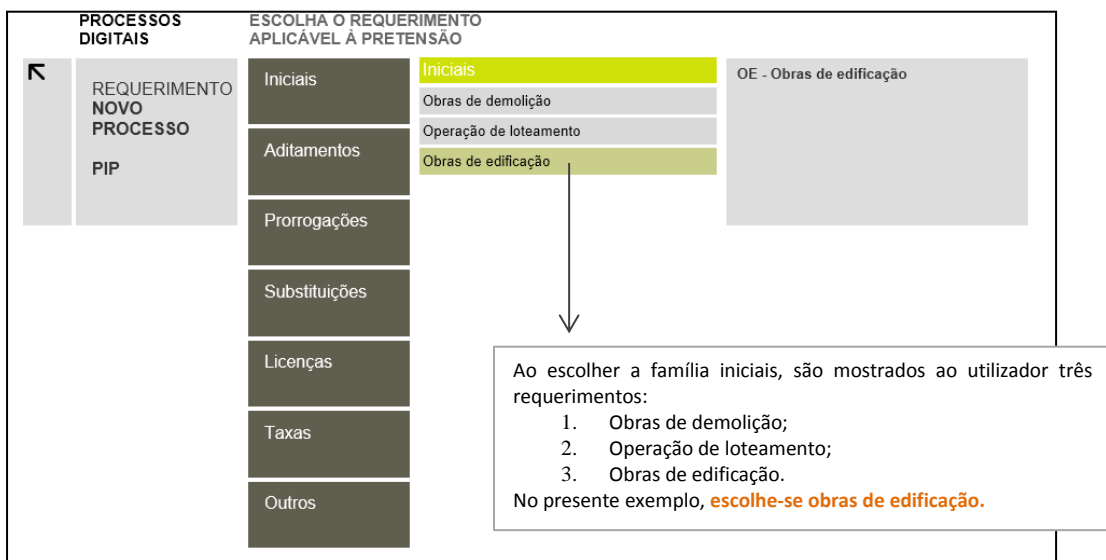 PROCESSOS
DIGITAIS
ESCOLHA O REQUERIMENTO
APLICÁVEL À PRETENSÃO
REQUERIMENTO
NOVO
PROCESSO
PIP
Iniciais
Aditamentos
Prorrogações
Substituições
Licenças
Taxas
Outros
Iniciais
Obras de demolição
Operação de loteamento
Obras de edificação
OE - Obras de edificação
Ao escolher a família iniciais, são mostrados ao utilizador três
requerimentos:
1. Obras de demolição;
2. Operação de loteamento;
3. Obras de edificação.
No presente exemplo, escolhe-se obras de edificação.